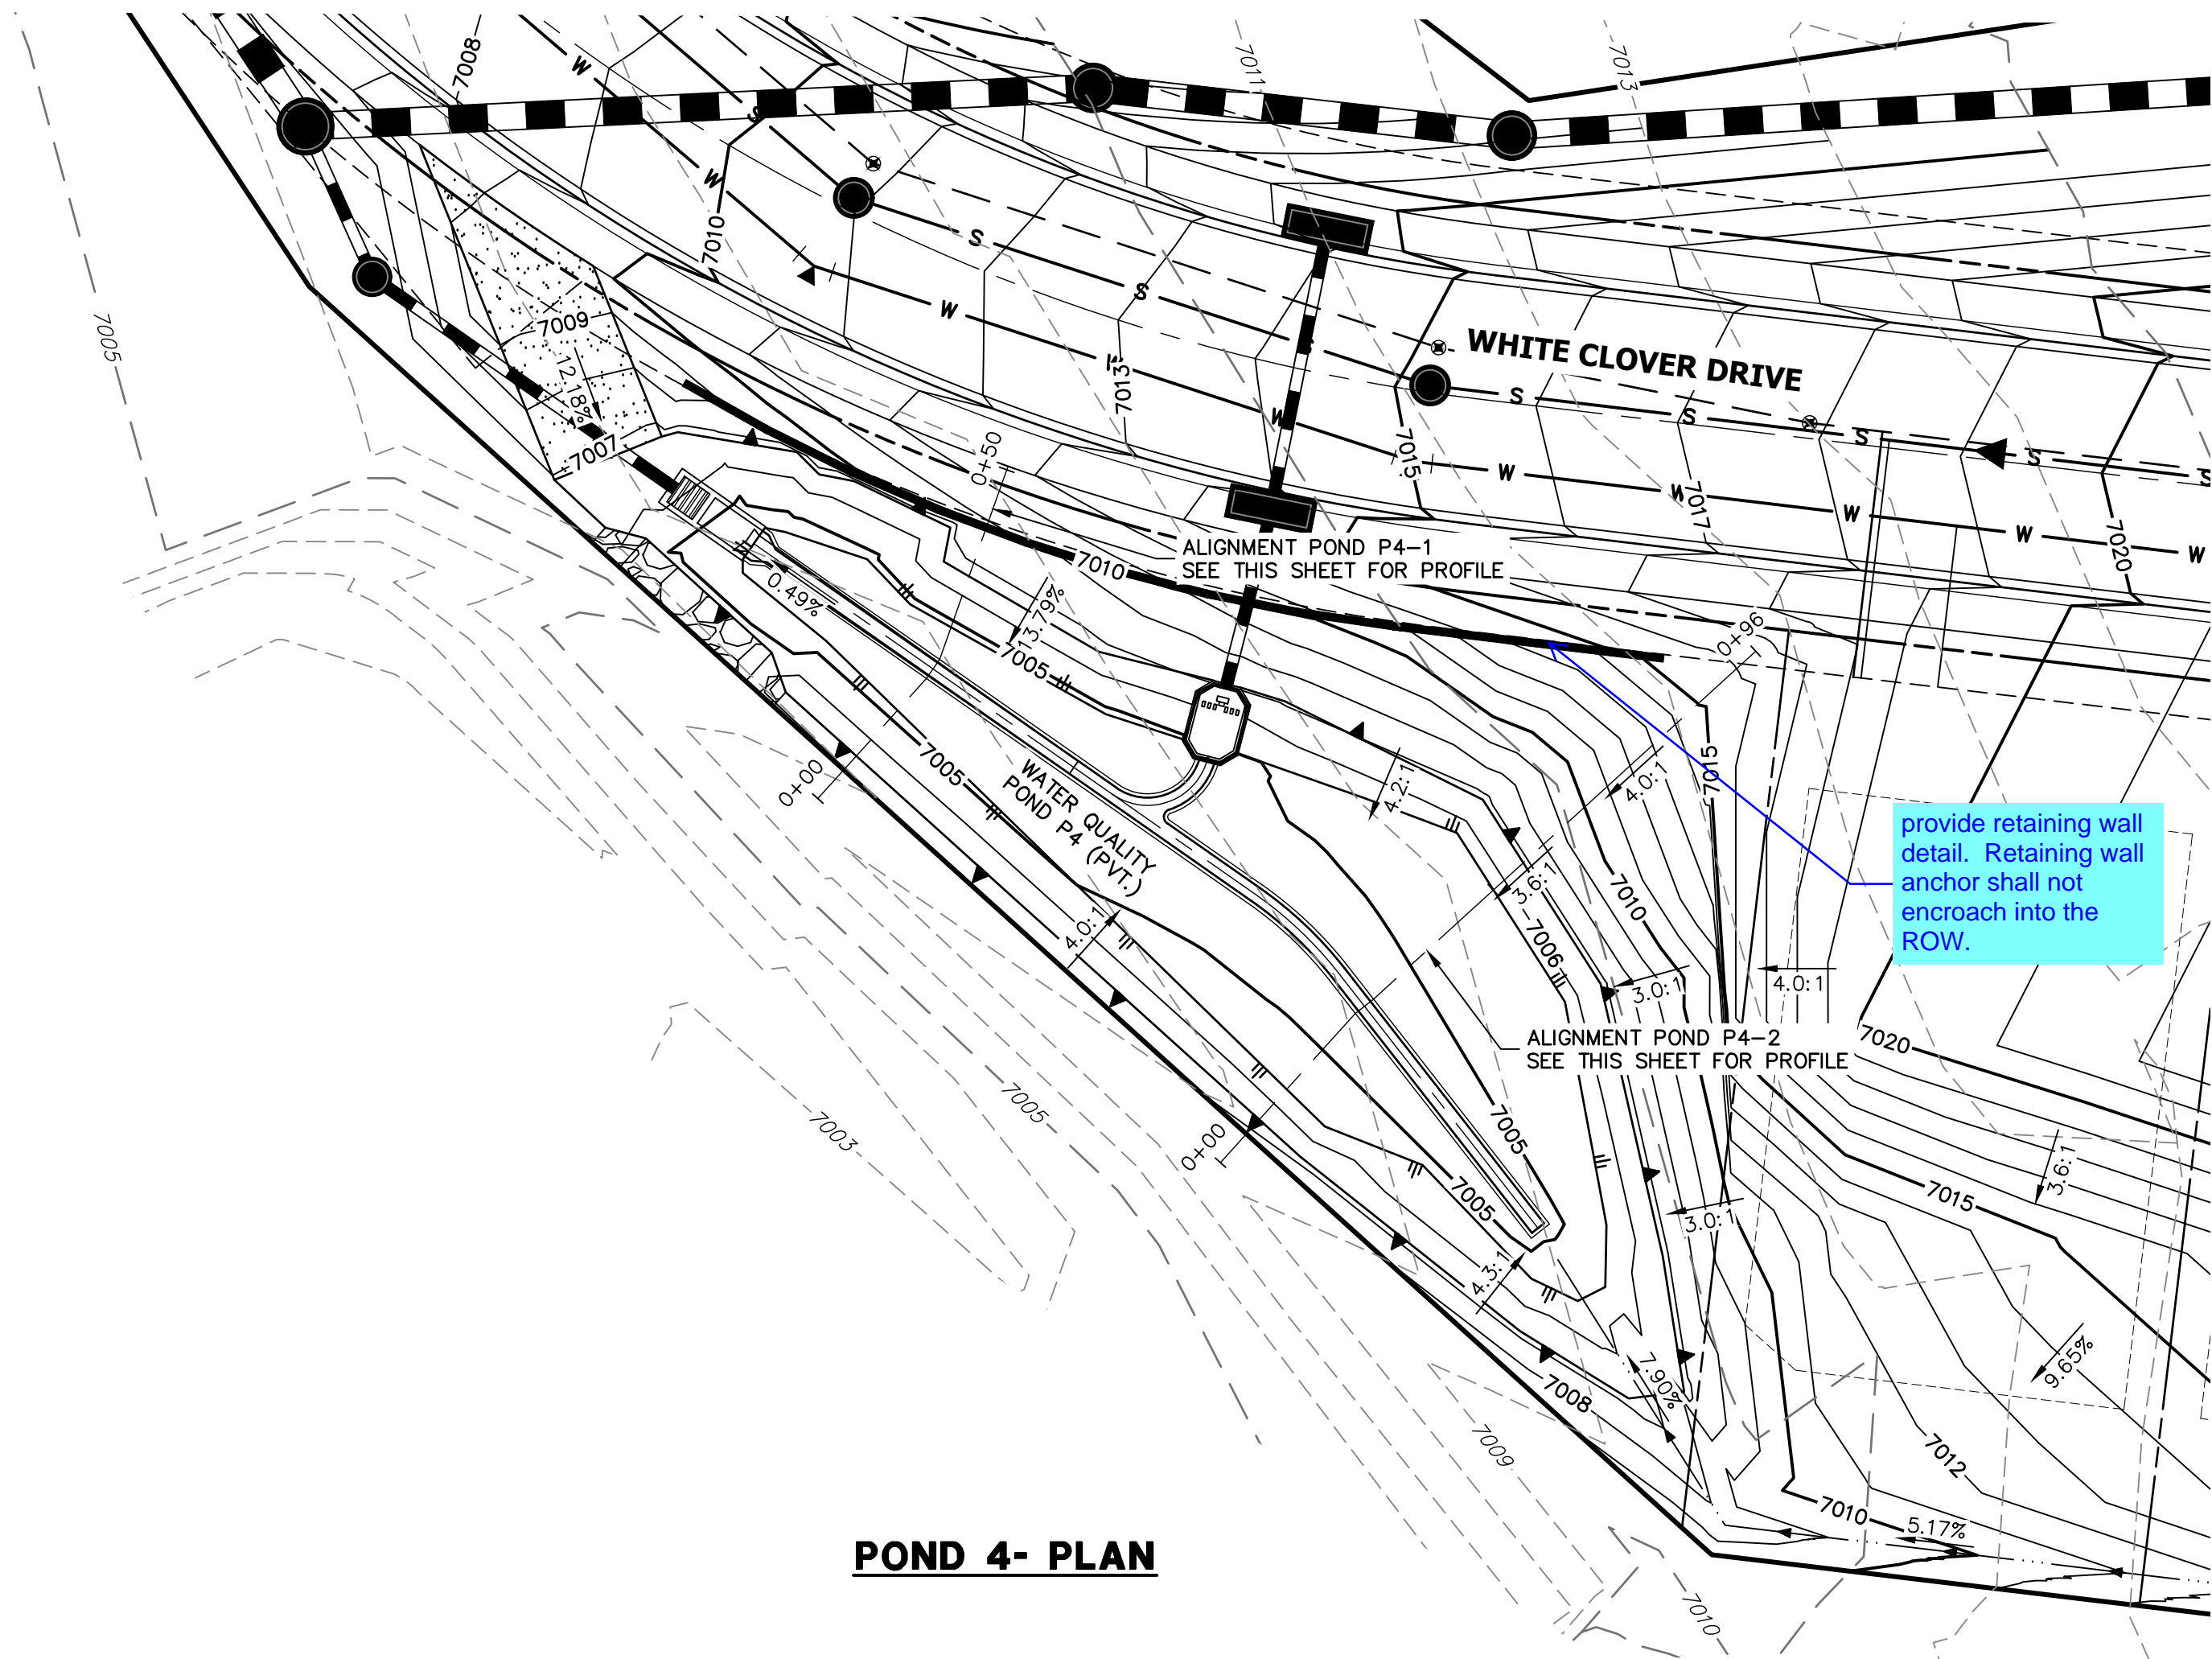 7008
7011
7013
W
S
W
7010
S
W
S
7005
7009
12.18%
7007
W
7013
S
W
WHITE CLOVER DRIVE
S
S
S
S
S
7015
W
W
7017
W
W
W
7020
0+50
ALIGNMENT POND P4-1
SEE THIS SHEET FOR PROFILE
7010
0.49%
13.79%
7005
0+96
0+00
7005
WATER QUALITY
POND P4 (PVT.)
4.2:1
4.0:1
7015
3.6:1
7010
provide retaining wall
detail. Retaining wall
anchor shall not
encroach into the
ROW.
4.0:1
7006
3.0:1
4.0:1
ALIGNMENT POND P4-2
SEE THIS SHEET FOR PROFILE
7020
7005
7003
0+00
7005
7005
3.0:1
7015
3.6:1
4.3:1
7.90%
9.65%
7008
7009
7012
7010
5.17%
7010
POND 4- PLAN